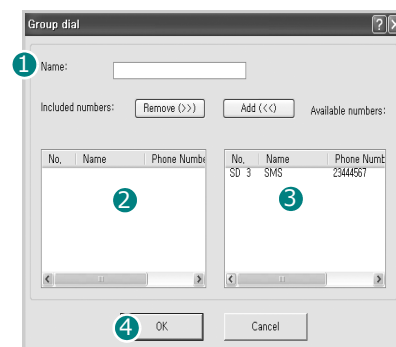 Group dial
1 Name:
Included numbers: Remove (>>) Add (<<) Available numbers:
No. Name Phone Numbe No. Name Phone Numb
SD 3 SMS 23444567
2 3
4 OK Cancel